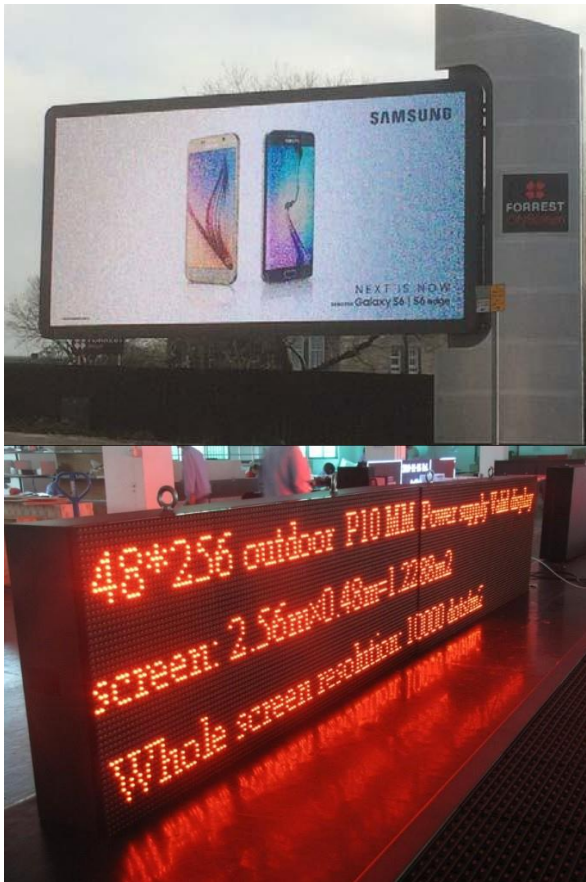 SAMSUNG
FORREST
NEXT IS NOW
SAMSUNG Galaxy S6 | S6 edge
48*256 outdoor P10 MM Power supply Valid display
screen: 2.56m×0.48m=1.2288m2
Whole screen resolution: 10000 dots/m2